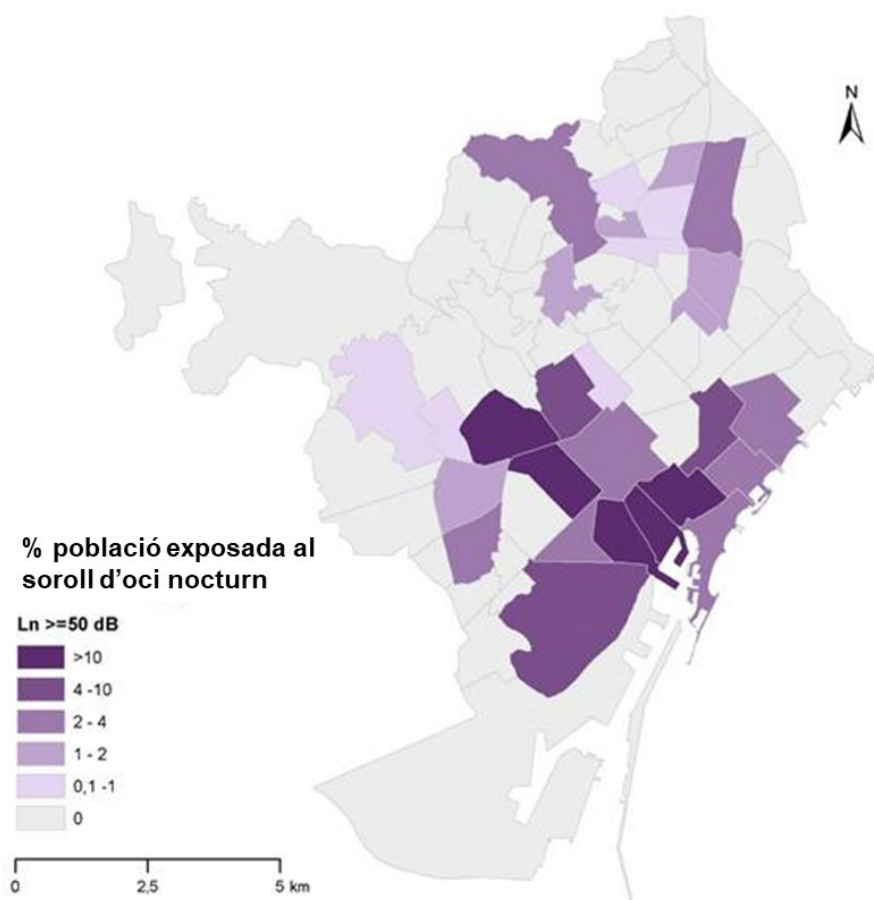 N
% població exposada al
soroll d'oci nocturn
Ln >=50 dB
>10
4 -10
2 - 4
1 - 2
0,1 -1
0
0 2,5 5 km